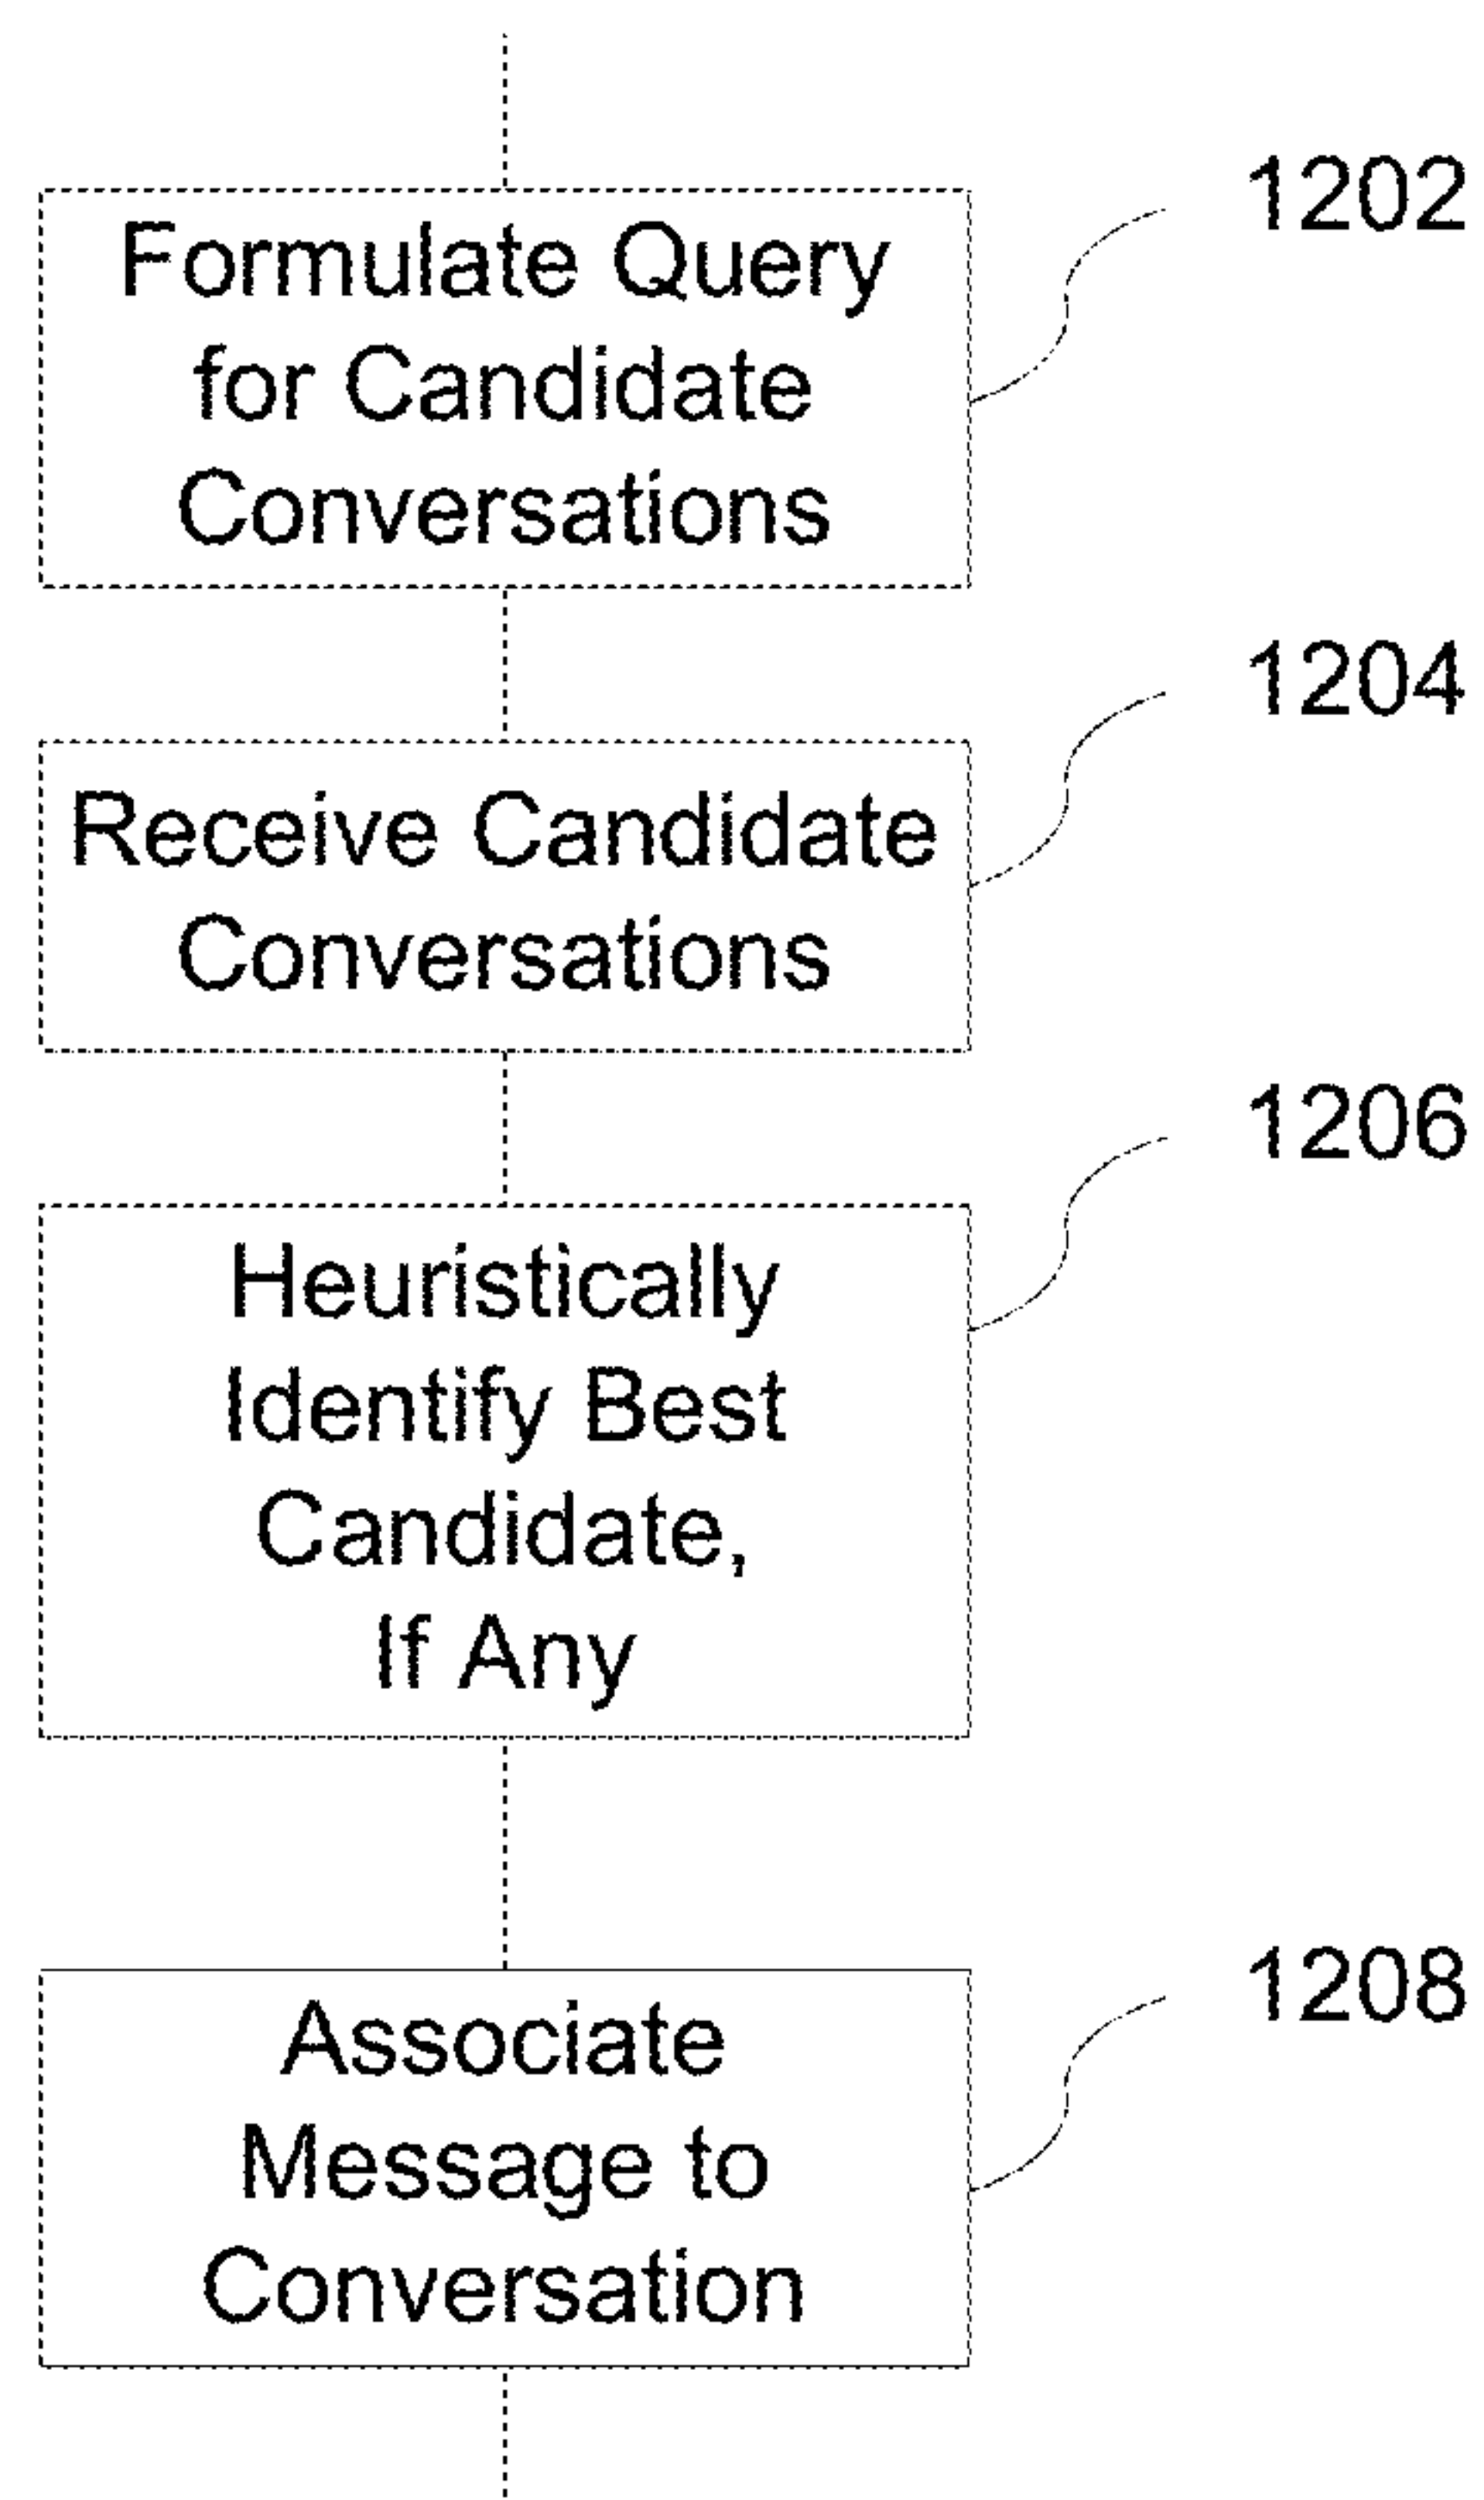 1202
Formulate Query
for Candidate
Conversations
1204
Receive Candidate
Conversations
1206
Heuristically
Identify Best
Candidate,
If Any
1208
Associate
Message to
Conversation